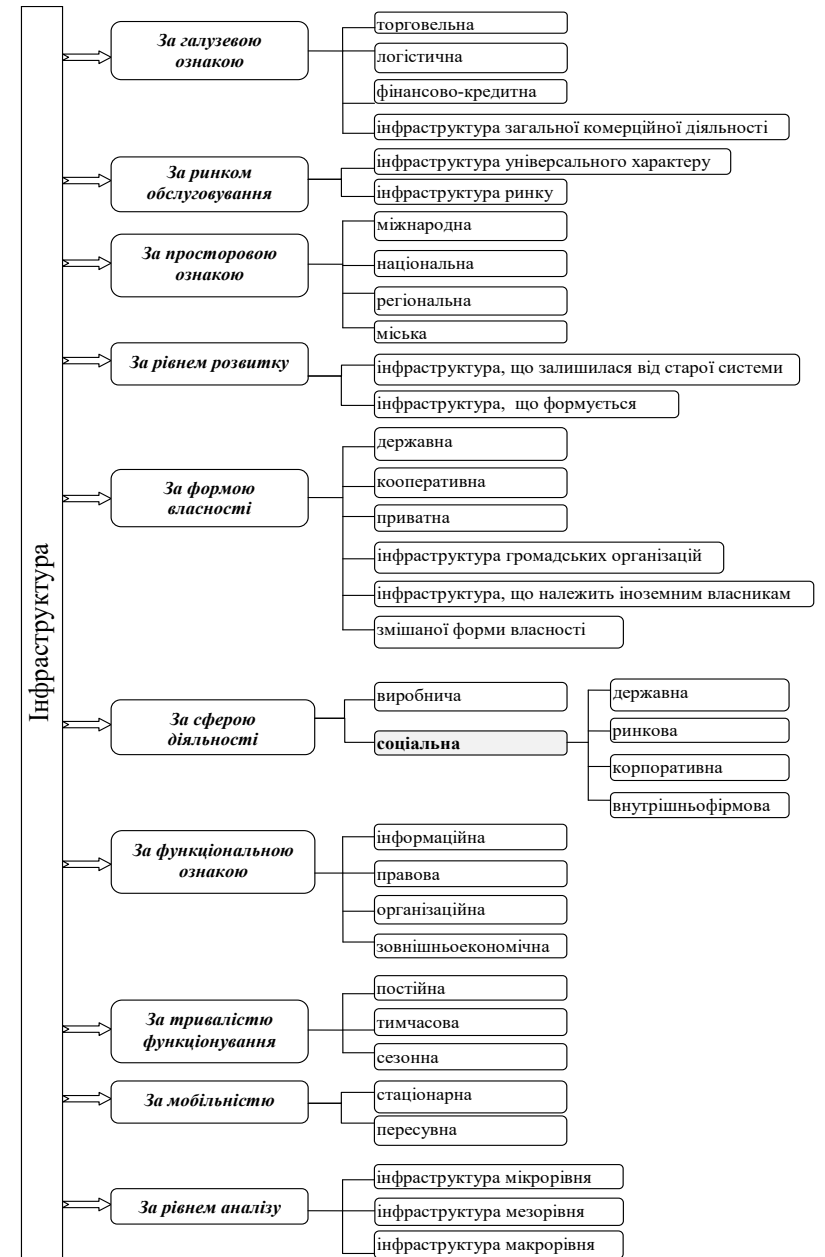 Інфраструктура
За галузевою
ознакою
торговельна
логістична
фінансово-кредитна
інфраструктура загальної комерційної діяльності
За ринком
обслуговування
інфраструктура універсального характеру
інфраструктура ринку
За просторовою
ознакою
міжнародна
національна
регіональна
міська
За рівнем розвитку
інфраструктура, що залишилася від старої системи
інфраструктура, що формується
За формою
власності
державна
кооперативна
приватна
інфраструктура громадських організацій
інфраструктура, що належить іноземним власникам
змішаної форми власності
За сферою
діяльності
виробнича
соціальна
державна
ринкова
корпоративна
внутрішньофірмова
За функціональною
ознакою
інформаційна
правова
організаційна
зовнішньоекономічна
За тривалістю
функціонування
постійна
тимчасова
сезонна
За мобільністю
стаціонарна
пересувна
За рівнем аналізу
інфраструктура мікрорівня
інфраструктура мезорівня
інфраструктура макрорівня